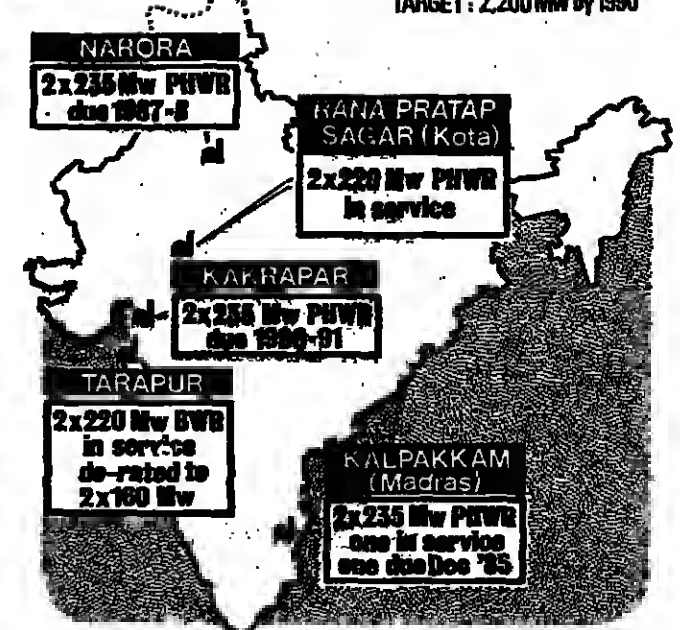 TARGET : 2,200 MW by 1990
NARORA
2x235 Mw PHWR
due 1987-8
RANA PRATAP
SAGAR (Kota)
2x220 Mw PHWR
in service
KAKRAPAR
2x235 Mw PHWR
due 1990-91
TARAPUR
2x220 Mw BWR
in service
de-rated to
2x160 Mw
KALPAKKAM
(Madras)
2x235 Mw PHWR
one in service
one due Dec '85